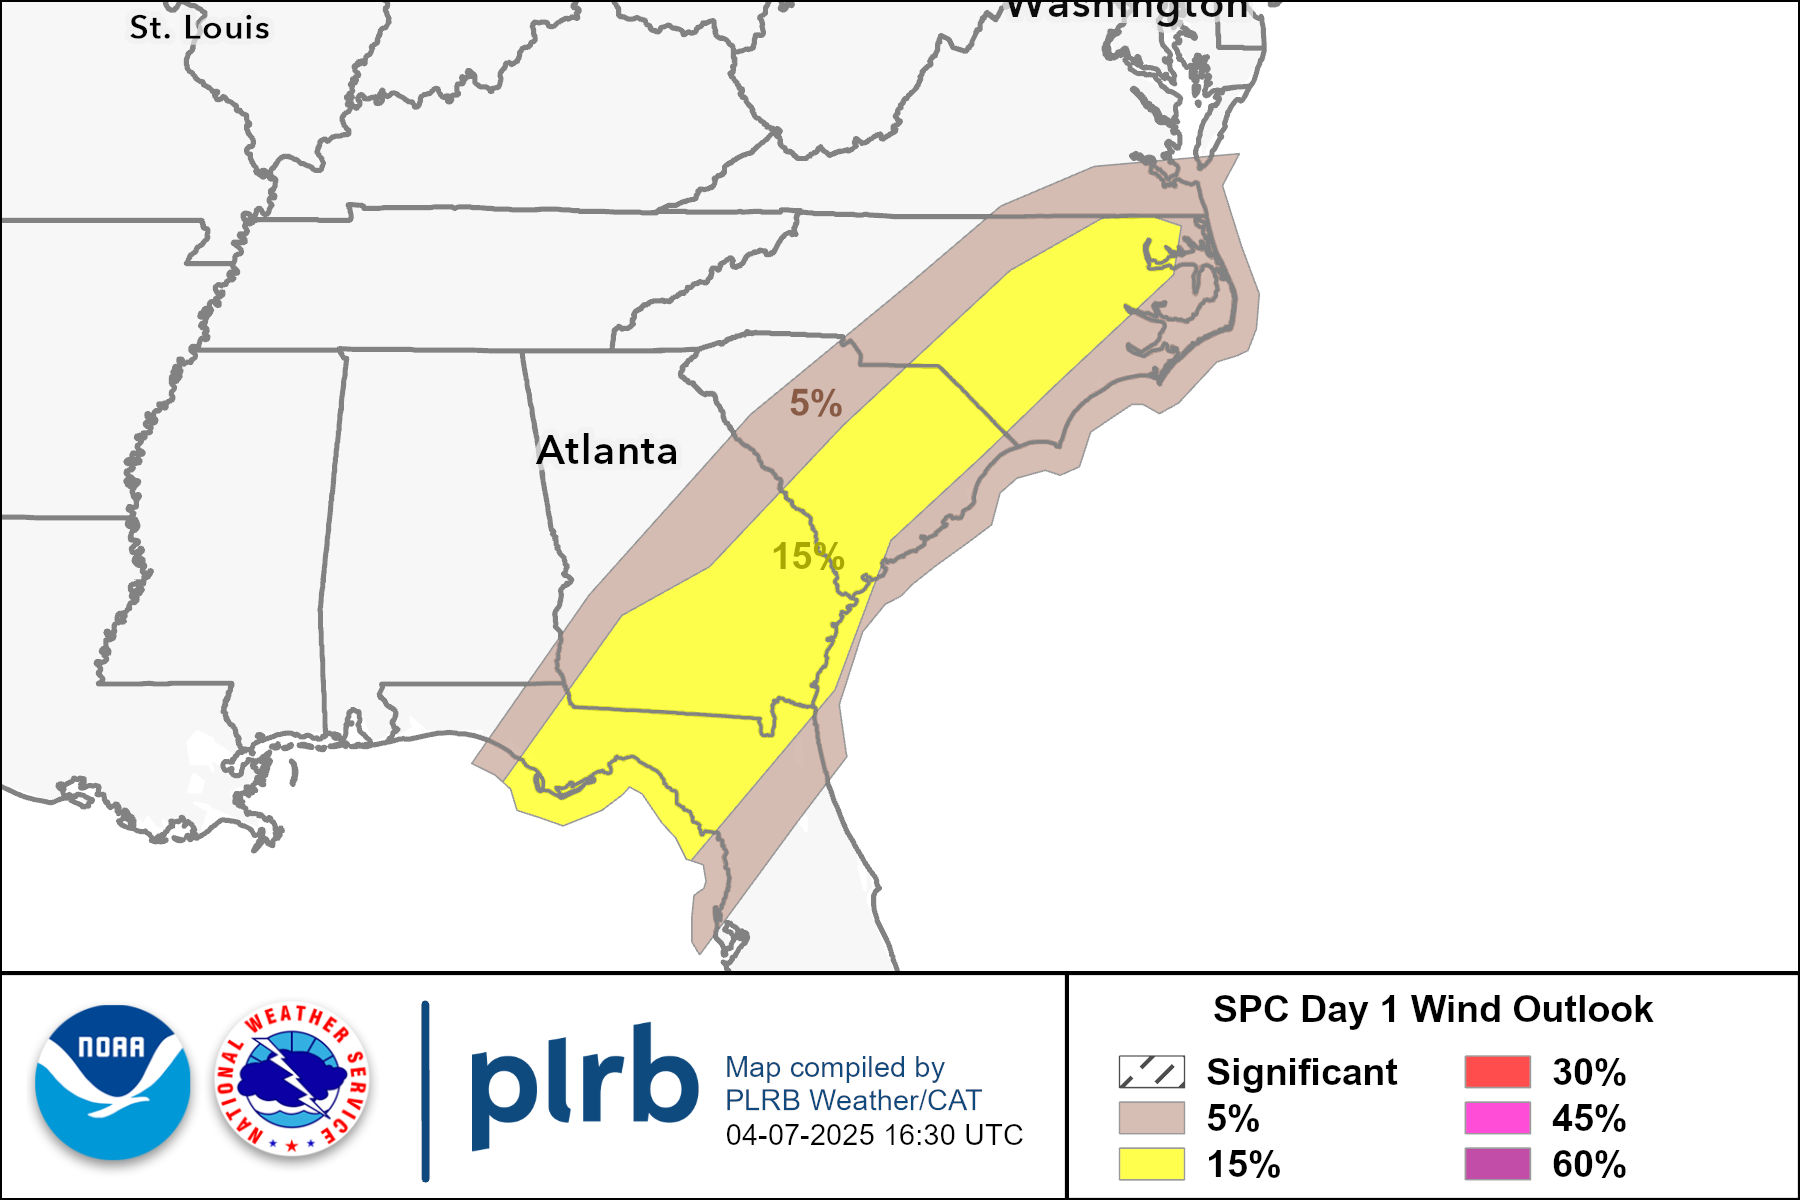 St. Louis
Washington
5%
Atlanta
15%
NOAA
NATIONAL WEATHER SERVICE
plrb
Map compiled by
PLRB Weather/CAT
04-07-2025 16:30 UTC
SPC Day 1 Wind Outlook
Significant
5%
15%
30%
45%
60%